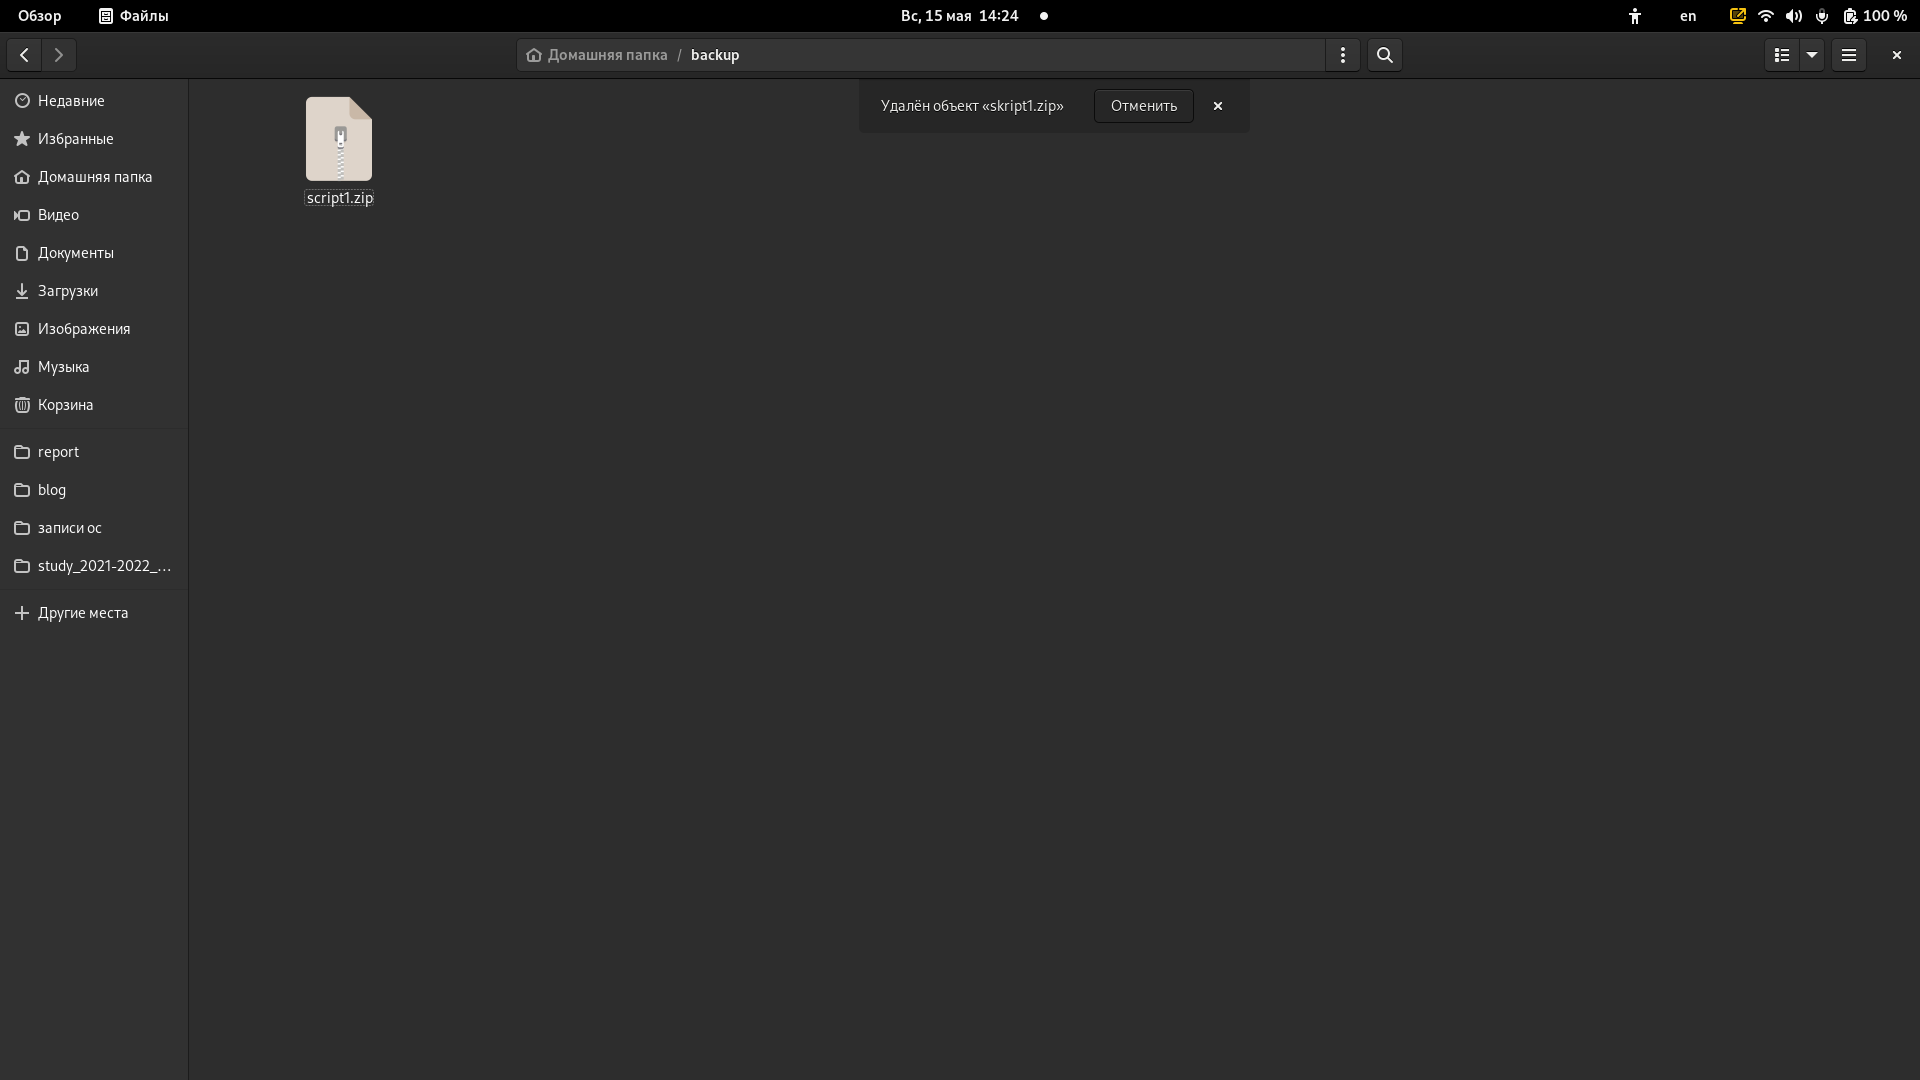 Обзор Файлы Вс, 15 мая 14:24 en 100 %
Домашняя папка / backup
Недавние
Избранные
Домашняя папка
Видео
Документы
Загрузки
Изображения
Музыка
Корзина
report
blog
записи ос
study_2021-2022_...
Другие места
Удалён объект «skript1.zip» Отменить
script1.zip